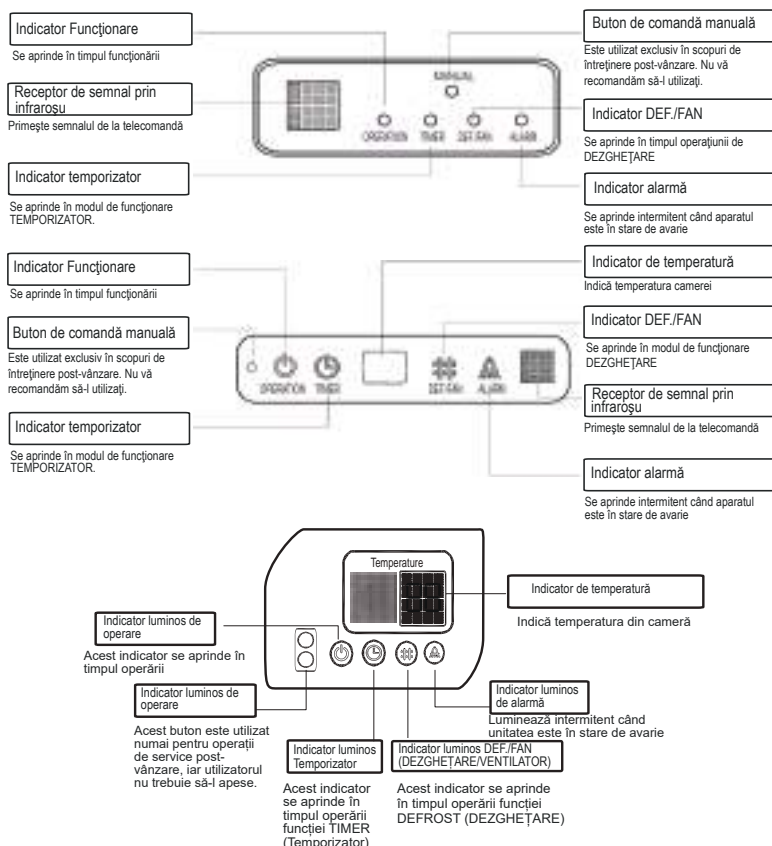 Indicator Funcţionare
Se aprinde în timpul funcţionării
Receptor de semnal prin
infraroşu
Primeşte semnalul de la telecomandă
Indicator temporizator
Se aprinde în modul de funcţionare
TEMPORIZATOR.
MANUAL
OPERATION TIMER DEF./FAN ALARM
Buton de comandă manuală
Este utilizat exclusiv în scopuri de
întreţinere post-vânzare. Nu vă
recomandăm să-l utilizaţi.
Indicator DEF./FAN
Se aprinde în timpul operaţiunii de
DEZGHEŢARE
Indicator alarmă
Se aprinde intermitent când aparatul
este în stare de avarie
Indicator Funcţionare
Se aprinde în timpul funcţionării
Buton de comandă manuală
Este utilizat exclusiv în scopuri de
întreţinere post-vânzare. Nu vă
recomandăm să-l utilizaţi.
Indicator temporizator
Se aprinde în modul de funcţionare
TEMPORIZATOR.
OPERATION TIMER DEF./FAN ALARM
Indicator de temperatură
Indică temperatura camerei
Indicator DEF./FAN
Se aprinde în modul de funcţionare
DEZGHEŢARE
Receptor de semnal prin
infraroşu
Primeşte semnalul de la telecomandă
Indicator alarmă
Se aprinde intermitent când aparatul
este în stare de avarie
Temperature
Indicator de temperatură
Indică temperatura din cameră
Indicator luminos de
operare
Acest indicator se aprinde în
timpul operării
Indicator luminos de
operare
Acest buton este utilizat
numai pentru operații
de service post-
vânzare, iar utilizatorul
nu trebuie să-l apese.
Indicator luminos
Temporizator
Acest indicator
se aprinde în
timpul operării
funcției TIMER
(Temporizator)
Indicator luminos DEF./FAN
(DEZGHEȚARE/VENTILATOR)
Acest indicator se aprinde
în timpul operării funcției
DEFROST (DEZGHEȚARE)
Indicator luminos
de alarmă
Luminează intermitent când
unitatea este în stare de avarie